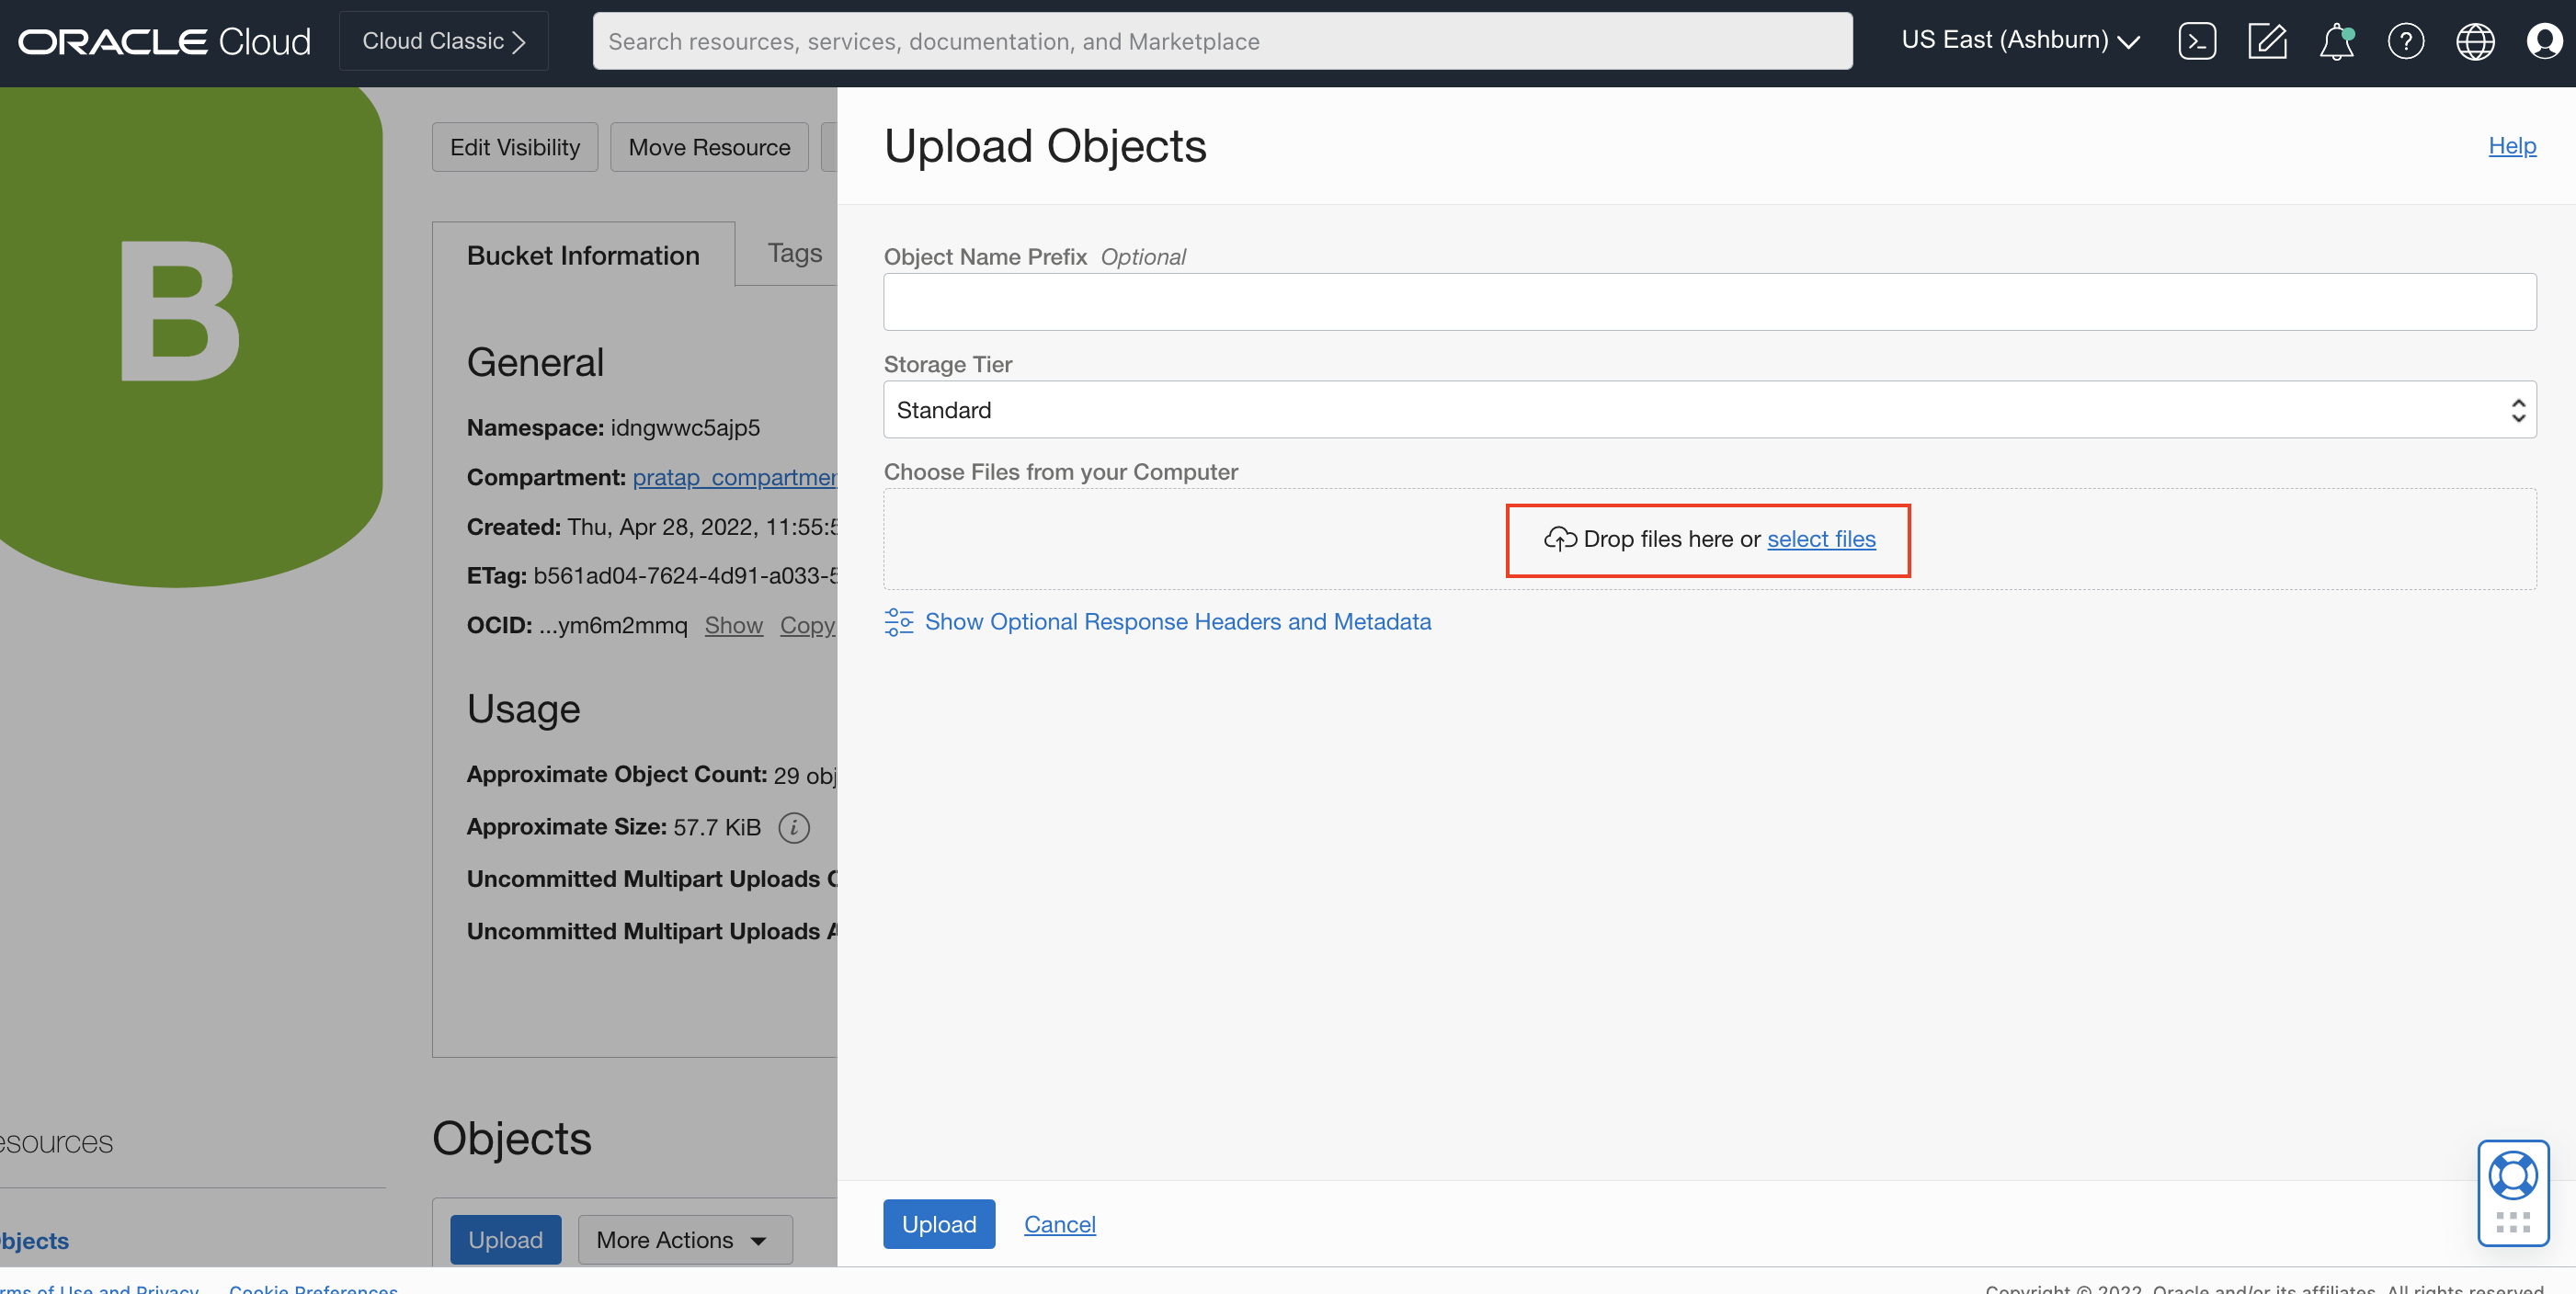 ORACLE Cloud
Cloud Classic
Search resources, services, documentation, and Marketplace
US East (Ashburn)
B
Edit Visibility
Move Resource
Bucket Information
Tags
General
Namespace: idngwwc5ajp5
Compartment: pratap_compartmen
Created: Thu, Apr 28, 2022, 11:55:5
ETag: b561ad04-7624-4d91-a033-5
OCID: ...ym6m2mmq Show Copy
Usage
Approximate Object Count: 29 obj
Approximate Size: 57.7 KiB
Uncommitted Multipart Uploads C
Uncommitted Multipart Uploads A
esources
bjects
Objects
Upload
More Actions
Upload Objects
Help
Object Name Prefix Optional
Storage Tier
Standard
Choose Files from your Computer
Drop files here or select files
Show Optional Response Headers and Metadata
Upload
Cancel
rms of Use and Privacy
Cookie Preferences
Copyright © 2022, Oracle and/or its affiliates. All rights reserved.